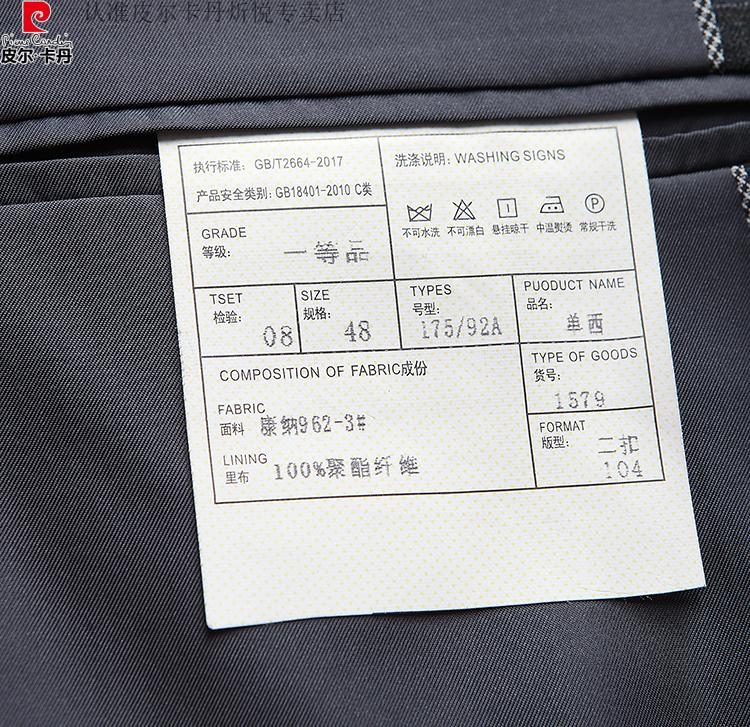 认准皮尔卡丹炘悦专卖店
Pierre Cardin
皮尔·卡丹
执行标准: GB/T2664-2017
产品安全类别: GB18401-2010 C类
洗涤说明: WASHING SIGNS
不可水洗 不可漂白 悬挂晾干 中温熨烫 常规干洗
GRADE
等级: 一等品
TSET
检验: 08
SIZE
规格: 48
TYPES
号型: 175/92A
PUODUCT NAME
品名: 单西
COMPOSITION OF FABRIC成份
FABRIC
面料 康纳962-3#
LINING
里布 100%聚酯纤维
TYPE OF GOODS
货号:
1579
FORMAT
版型: 二扣
104